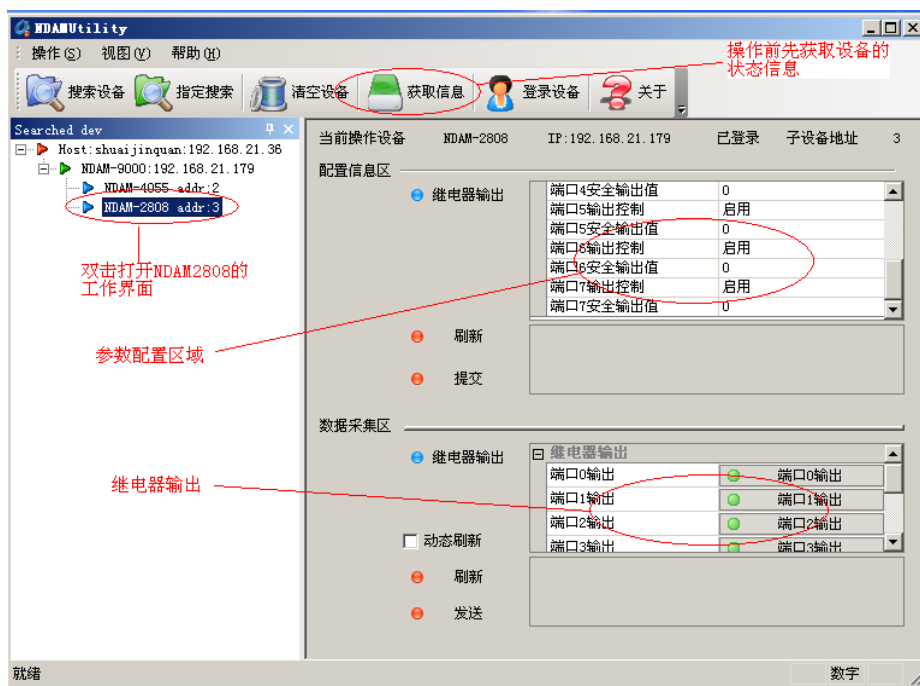 NDAMUtility
操作(S) 视图(V) 帮助(H)
操作前先获取设备的
状态信息
搜索设备 指定搜索 清空设备 获取信息 登录设备 关于
Searched dev
当前操作设备 NDAM-2808 IP:192.168.21.179 已登录 子设备地址 3
Host:shuaijinquan:192.168.21.36
NDAM-9000:192.168.21.179
NDAM-4055 addr:2
NDAM-2808 addr:3
双击打开NDAM2808的
工作界面
配置信息区
继电器输出
端口4安全输出值 0
端口5输出控制 启用
端口5安全输出值 0
端口6输出控制 启用
端口6安全输出值 0
端口7输出控制 启用
端口7安全输出值 0
参数配置区域
刷新
提交
数据采集区
继电器输出
继电器输出
端口0输出 端口0输出
端口1输出 端口1输出
端口2输出 端口2输出
端口3输出 端口3输出
继电器输出
动态刷新
刷新
发送
就绪 数字